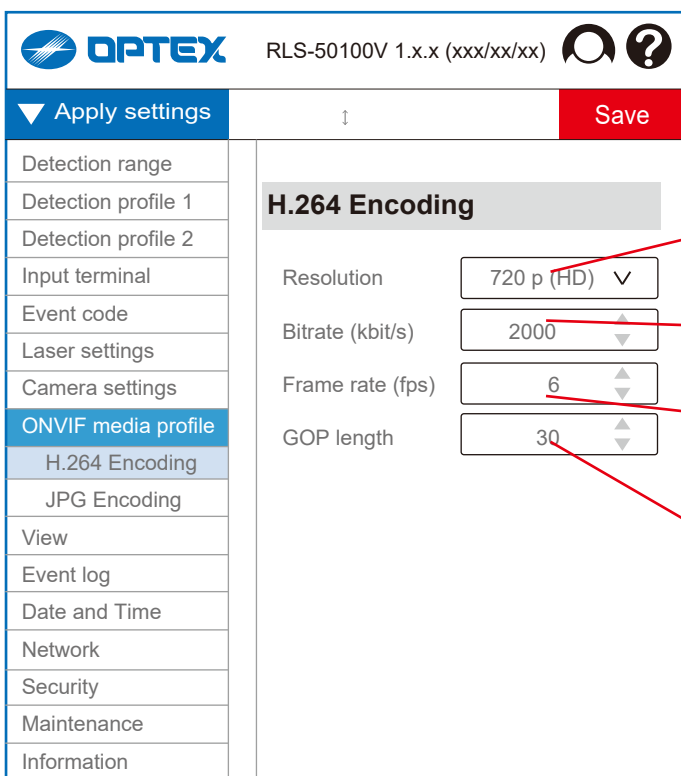 OPTEX RLS-50100V 1.x.x (xxx/xx/xx) ?
Apply settings ↕ Save
Detection range
Detection profile 1
Detection profile 2
Input terminal
Event code
Laser settings
Camera settings
ONVIF media profile
H.264 Encoding
JPG Encoding
View
Event log
Date and Time
Network
Security
Maintenance
Information
H.264 Encoding
Resolution 720 p (HD)
Bitrate (kbit/s) 2000
Frame rate (fps) 6
GOP length 30